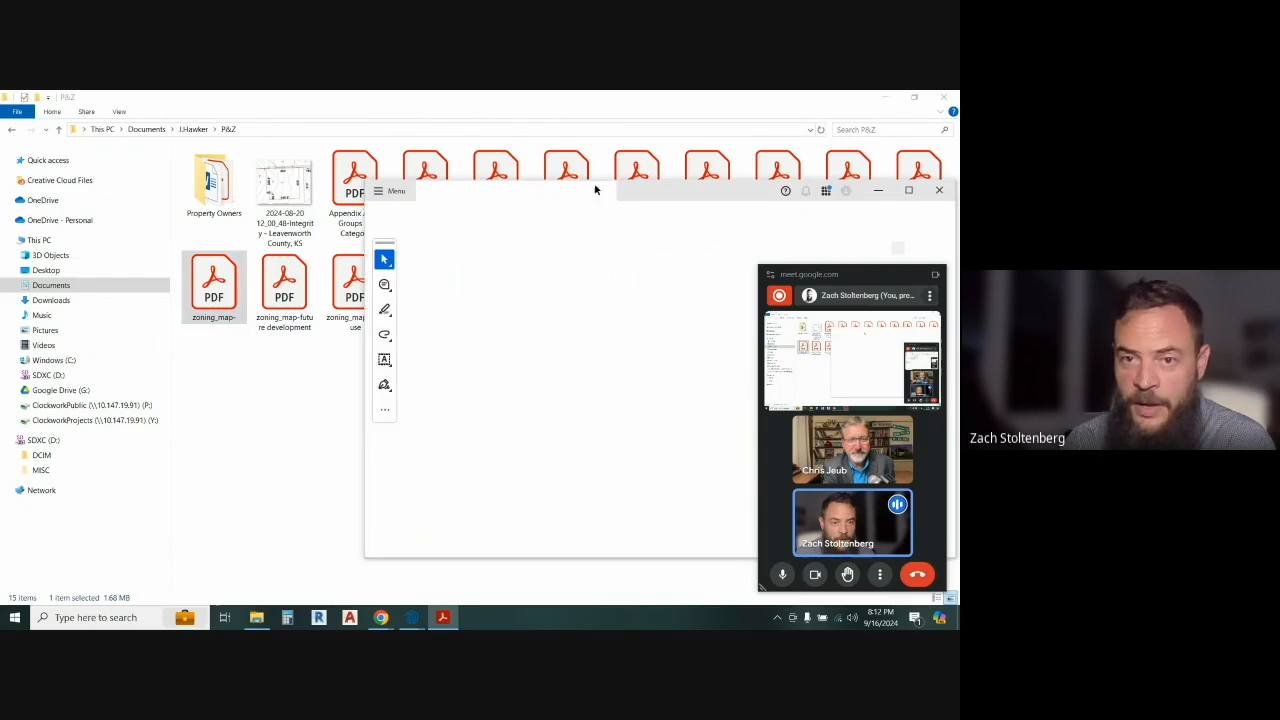 P&Z
File
Home
Share
View
This PC
Documents
J.Hawker
P&Z
Search P&Z
Quick access
Creative Cloud Files
OneDrive
OneDrive - Personal
This PC
3D Objects
Desktop
Documents
Downloads
Music
Pictures
Videos
Windows (C:)
SDXC (D:)
Google Drive (G:)
ClockworkPublic (\\10.147.19.91) (P:)
ClockworkProjects (\\10.147.19.91) (Y:)
SDXC (D:)
DCIM
MISC
Network
Property Owners
2024-08-20
12_00_48-Integrit
y - Leavenworth
County, KS
PDF
Appendix
Groups
Catego
PDF
zoning_map-
PDF
zoning_map-futu
re development
PDF
zoning_map
use
Menu
meet.google.com
Zach Stoltenberg (You, pre...
Chris Jeub
Zach Stoltenberg
15 items
1 item selected 1.68 MB
Type here to search
8:12 PM
9/16/2024
Zach Stoltenberg